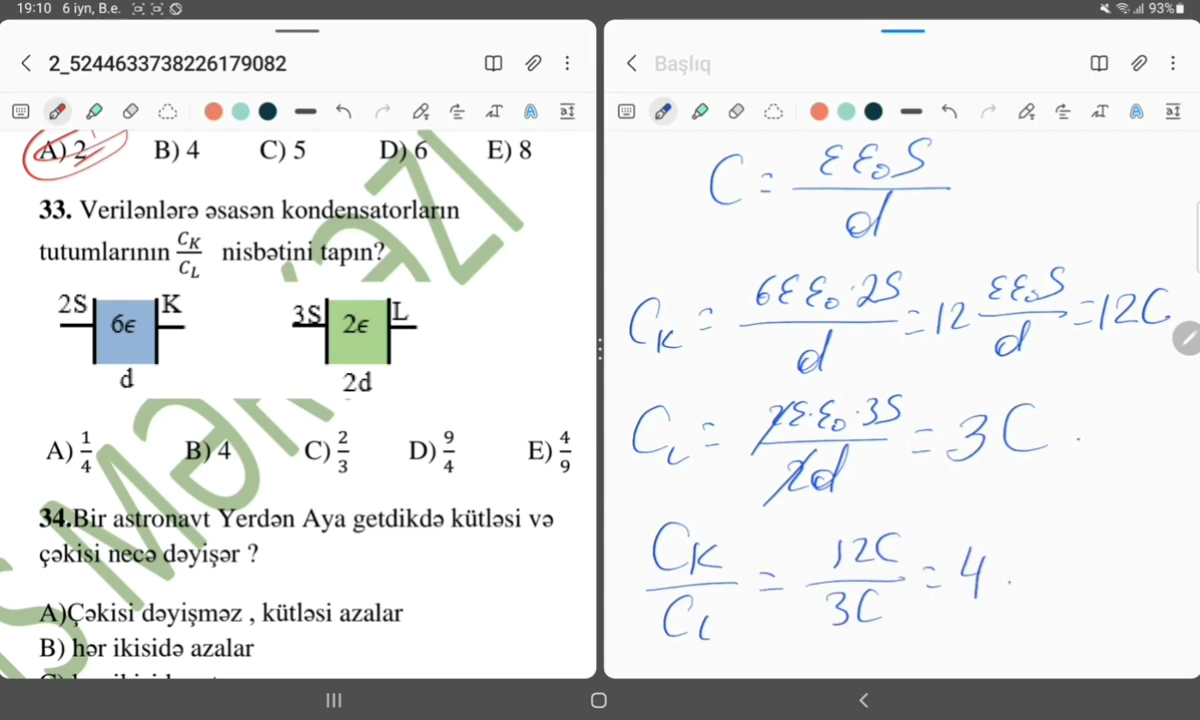 19:10 6 iyn, B.e. 93%
2_5244633738226179082
A) 2 B) 4 C) 5 D) 6 E) 8
33. Verilənlərə əsasən kondensatorların
tutumlarının C_K/C_L nisbətini tapın?
2S 6ϵ K d
3S 2ϵ L 2d
A) 1/4 B) 4 C) 2/3 D) 9/4 E) 4/9
34.Bir astronavt Yerdən Aya getdikdə kütləsi və
çəkisi necə dəyişər ?
A)Çəkisi dəyişməz , kütləsi azalar
B) hər ikisidə azalar
Başlıq
C = εε₀S/d
C_K = 6εε₀·2S/d = 12 εε₀S/d = 12C
C_L = 2ε·ε₀·3S/2d = 3C .
C_K/C_L = 12C/3C = 4 .